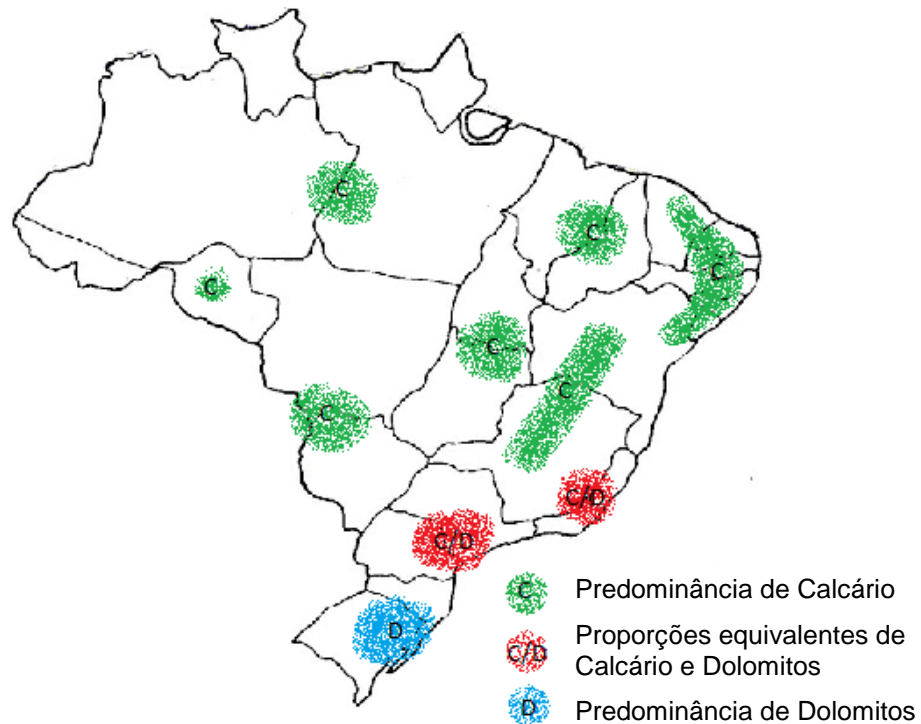 C
C
C
C
C
C
C
C
C/D
C/D
D
C Predominância de Calcário
C/D Proporções equivalentes de
Calcário e Dolomitos
D Predominância de Dolomitos